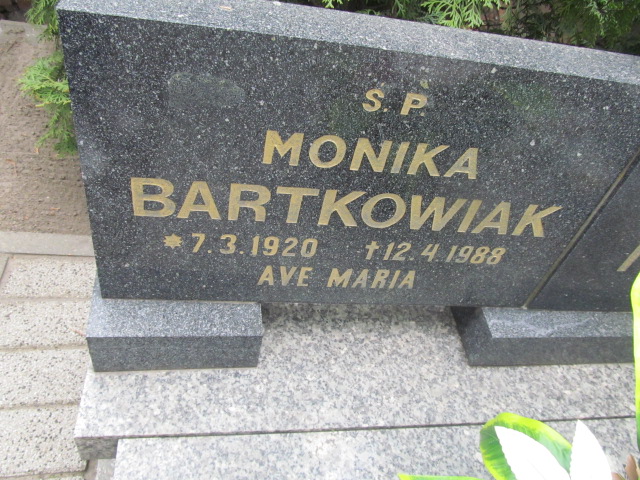 Ś.P.
MONIKA
BARTKOWIAK
* 7.3.1920 †12.4.1988
AVE MARIA